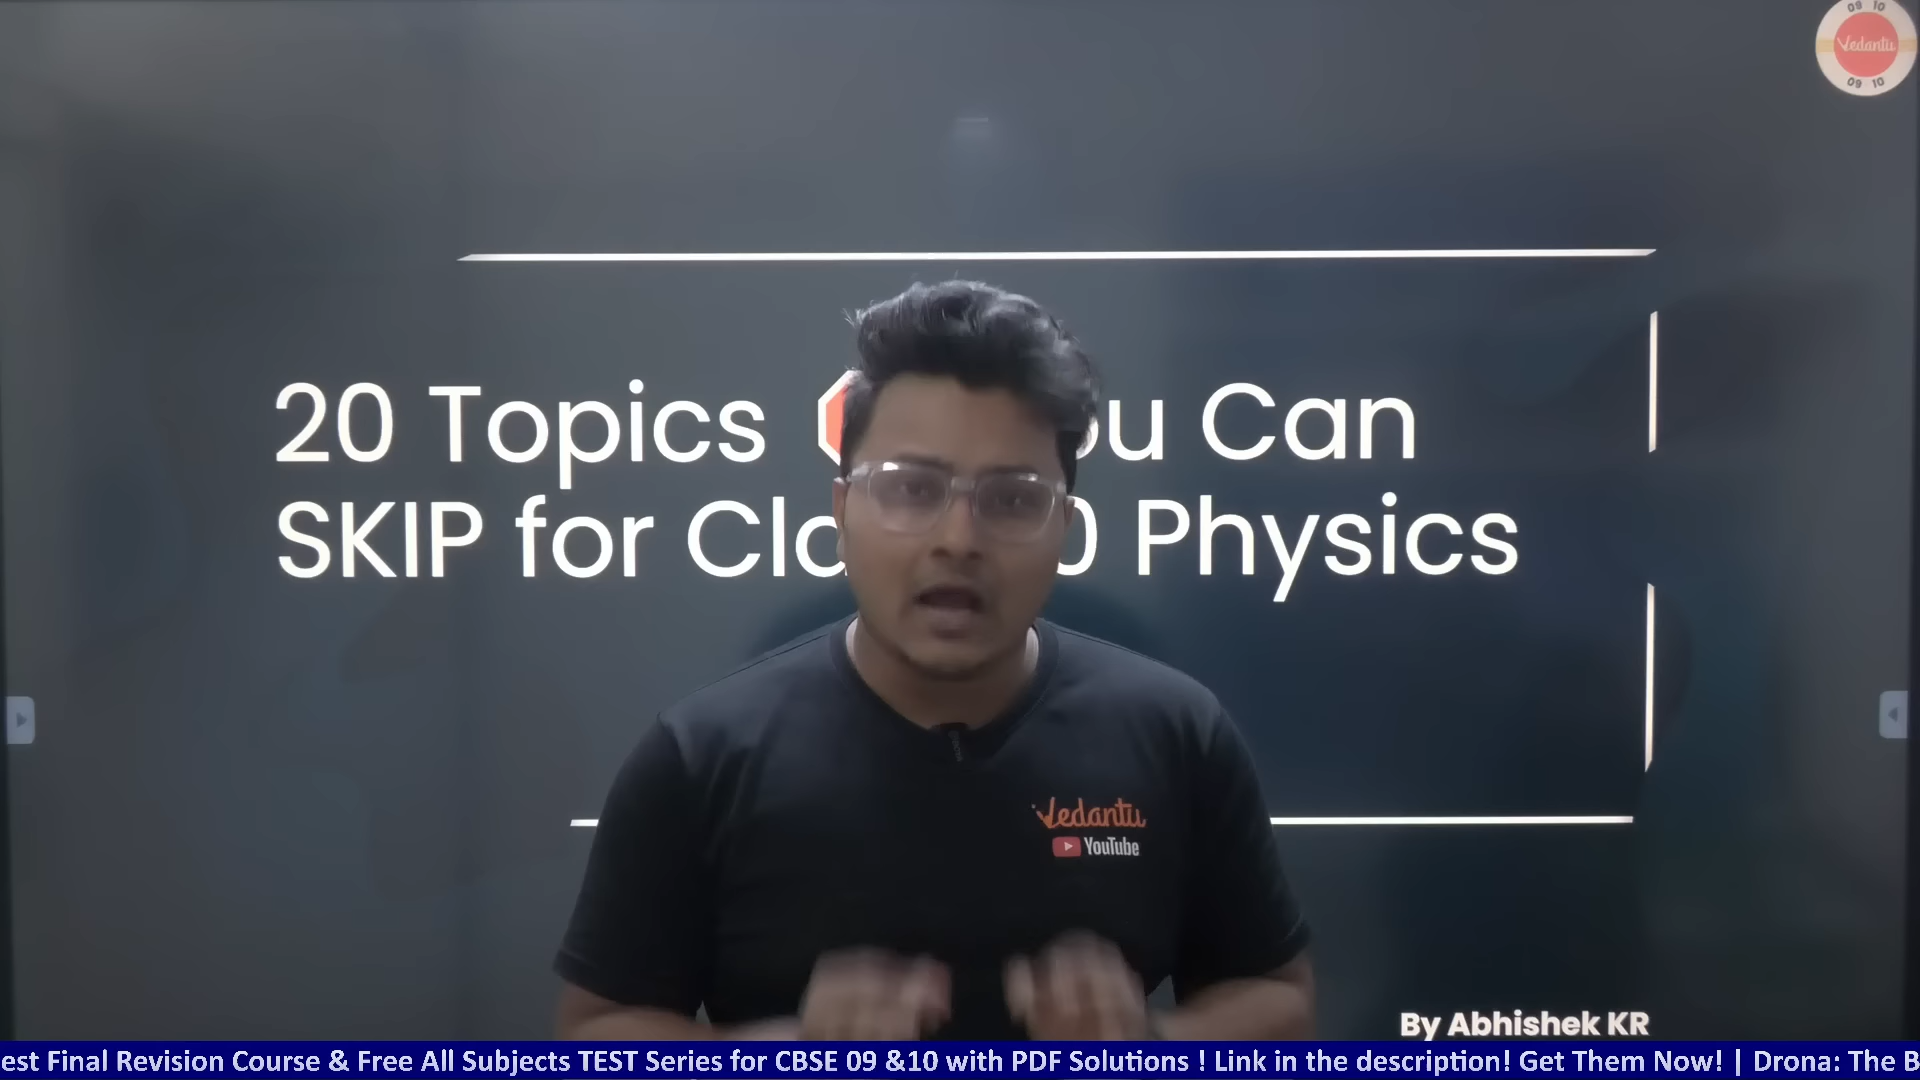 09 10
Vedantu
09 10
20 Topics Can
SKIP for Physics
Vedantu
YouTube
By Abhishek KR
est Final Revision Course & Free All Subjects TEST Series for CBSE 09 &10 with PDF Solutions ! Link in the description! Get Them Now! | Drona: The B